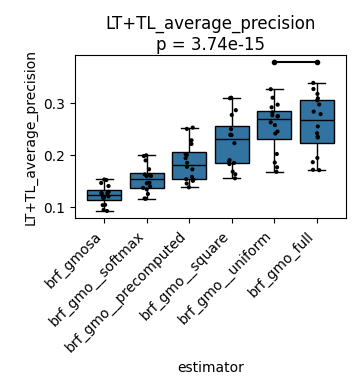 LT+TL_average_precision
p = 3.74e-15
LT+TL_average_precision
0.3
0.2
0.1
brf_gmosa
brf_gmo__softmax
brf_gmo__precomputed
brf_gmo__square
brf_gmo__uniform
brf_gmo_full
estimator